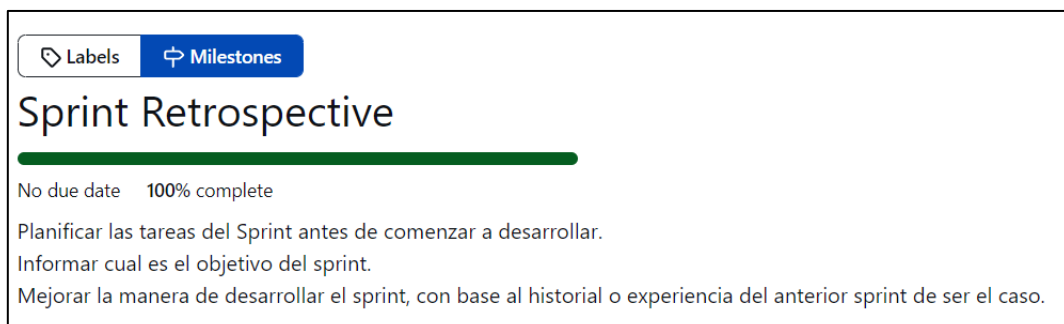 Labels Milestones
Sprint Retrospective
No due date 100% complete
Planificar las tareas del Sprint antes de comenzar a desarrollar.
Informar cual es el objetivo del sprint.
Mejorar la manera de desarrollar el sprint, con base al historial o experiencia del anterior sprint de ser el caso.